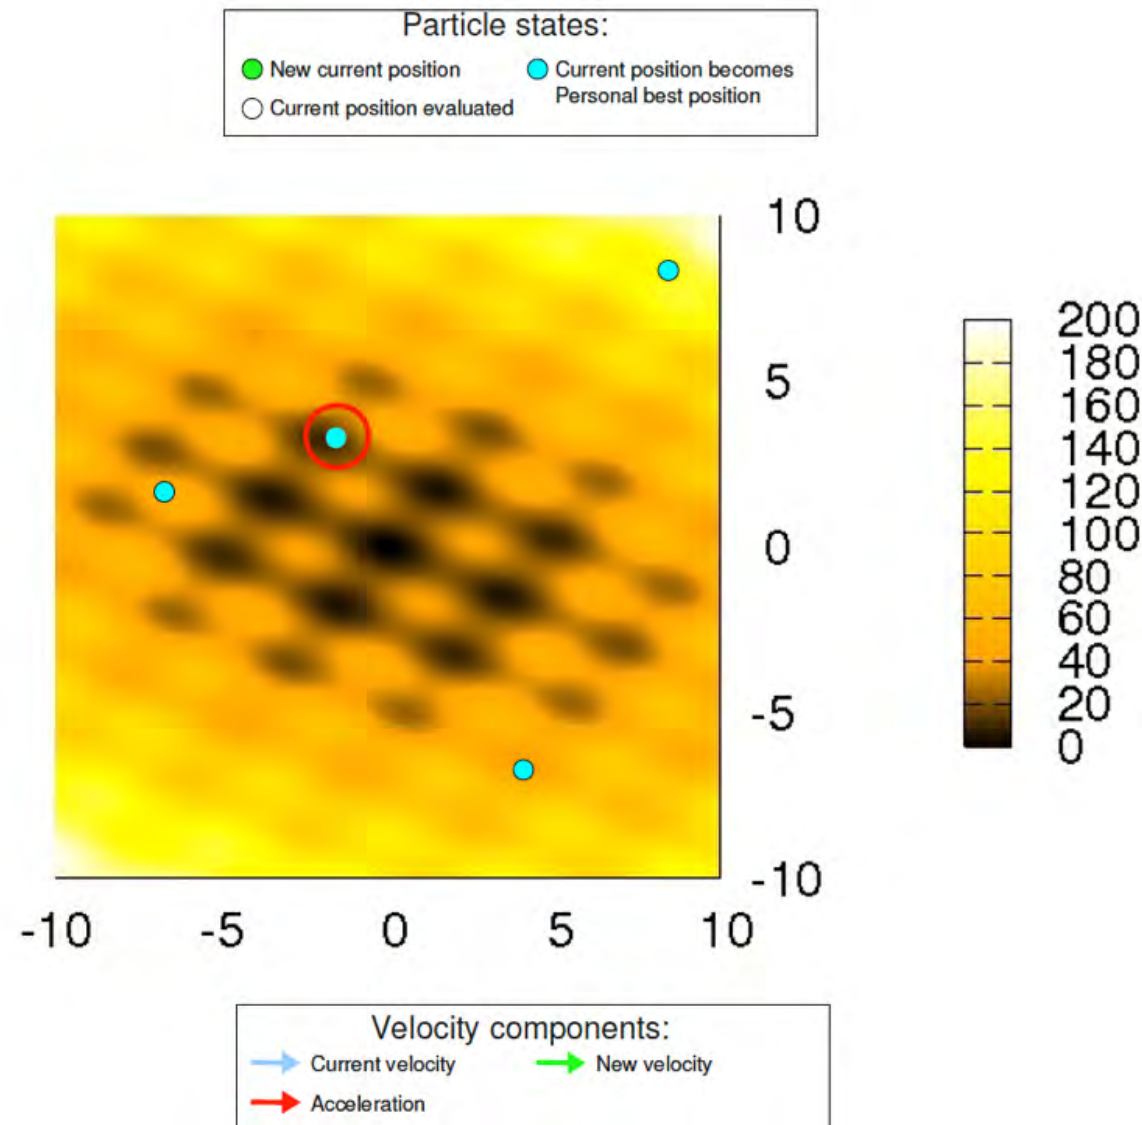 Particle states:
New current position
Current position becomes
Personal best position
Current position evaluated
10
5
0
-5
-10
-10 -5 0 5 10
200
180
160
140
120
100
80
60
40
20
0
Velocity components:
Current velocity
New velocity
Acceleration